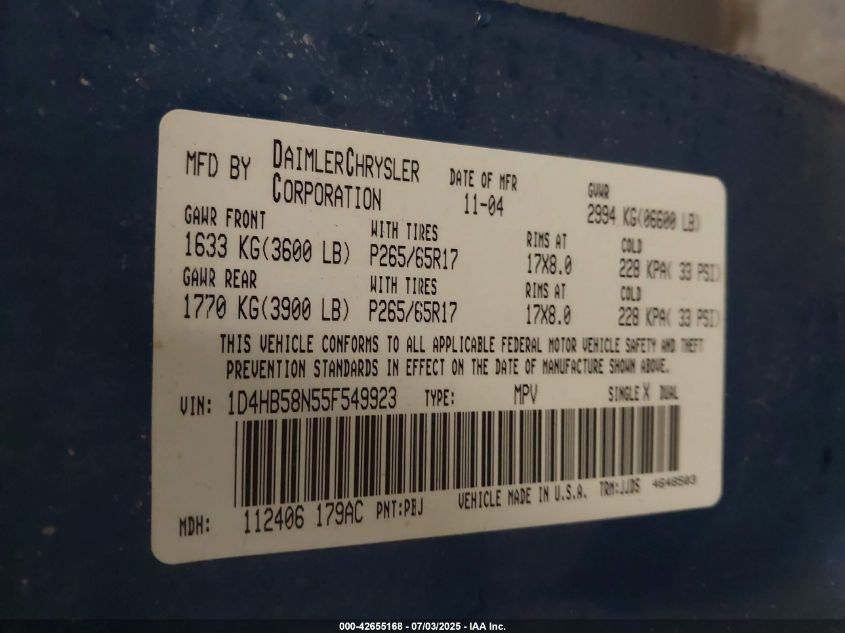 MFD BY DAIMLERCHRYSLER CORPORATION DATE OF MFR 11-04 GVWR 2994 KG(06600 LB)
GAWR FRONT WITH TIRES RIMS AT COLD
1633 KG(3600 LB) P265/65R17 17X8.0 228 KPA( 33 PSI)
GAWR REAR WITH TIRES RIMS AT COLD
1770 KG(3900 LB) P265/65R17 17X8.0 228 KPA( 33 PSI)
THIS VEHICLE CONFORMS TO ALL APPLICABLE FEDERAL MOTOR VEHICLE SAFETY AND THEFT
PREVENTION STANDARDS IN EFFECT ON THE DATE OF MANUFACTURE SHOWN ABOVE.
VIN: 1D4HB58N55F549923 TYPE: MPV SINGLE X DUAL
MDH: 112406 179AC PNT:PBJ VEHICLE MADE IN U.S.A. TRM:JJD5 4648503
000-42655168 - 07/03/2025 - IAA Inc.